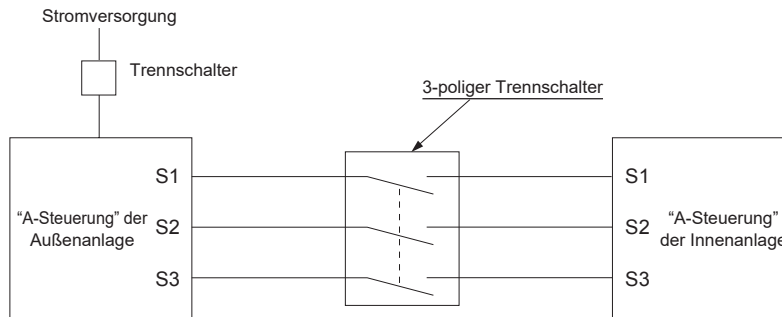 Stromversorgung
Trennschalter
3-poliger Trennschalter
"A-Steuerung" der
Außenanlage
S1
S2
S3
S1
S2
S3
"A-Steuerung"
der Innenanlage